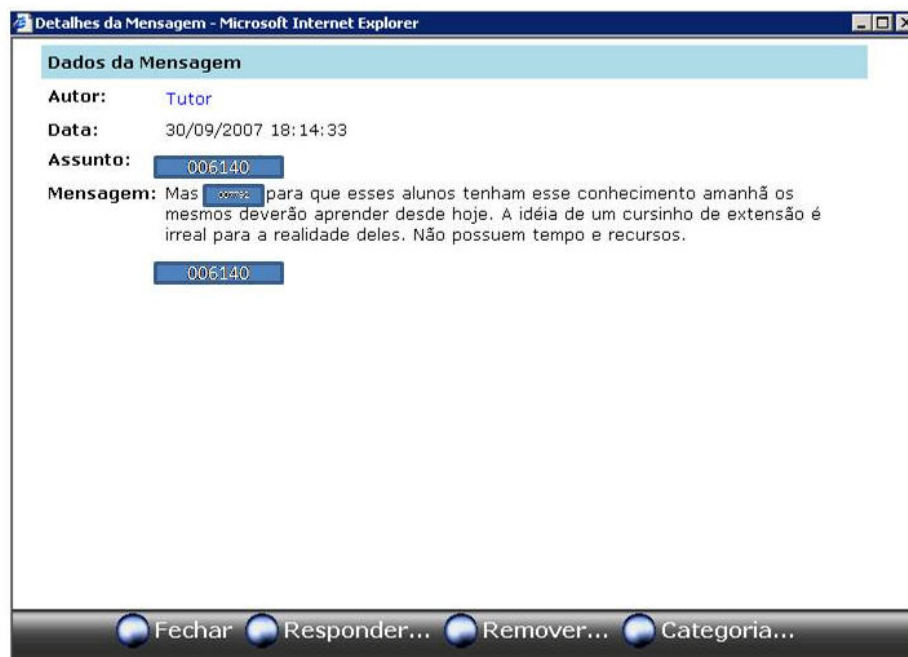 Detalhes da Mensagem - Microsoft Internet Explorer
Dados da Mensagem
Autor: Tutor
Data: 30/09/2007 18:14:33
Assunto: 006140
Mensagem: Mas para que esses alunos tenham esse conhecimento amanhã os
mesmos deverão aprender desde hoje. A idéia de um cursinho de extensão é
irreal para a realidade deles. Não possuem tempo e recursos.
006140
Fechar Responder... Remover... Categoria...